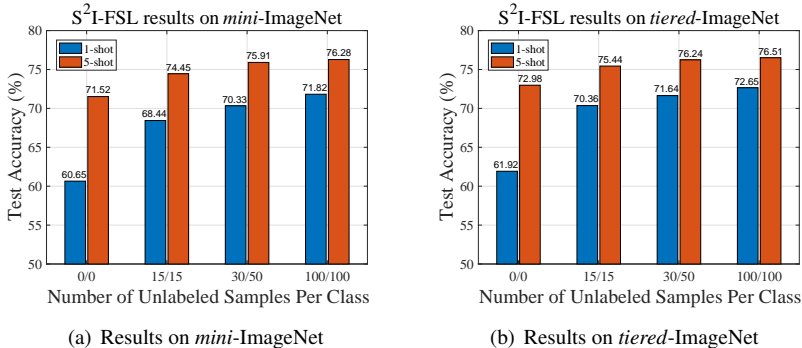 S²I-FSL results on mini-ImageNet
80
75
70
65
60
55
50
Test Accuracy (%)
1-shot
5-shot
60.65
71.52
68.44
74.45
70.33
75.91
71.82
76.28
0/0 15/15 30/50 100/100
Number of Unlabeled Samples Per Class
(a) Results on mini-ImageNet
S²I-FSL results on tiered-ImageNet
80
75
70
65
60
55
50
Test Accuracy (%)
1-shot
5-shot
61.92
72.98
70.36
75.44
71.64
76.24
72.65
76.51
0/0 15/15 30/50 100/100
Number of Unlabeled Samples Per Class
(b) Results on tiered-ImageNet